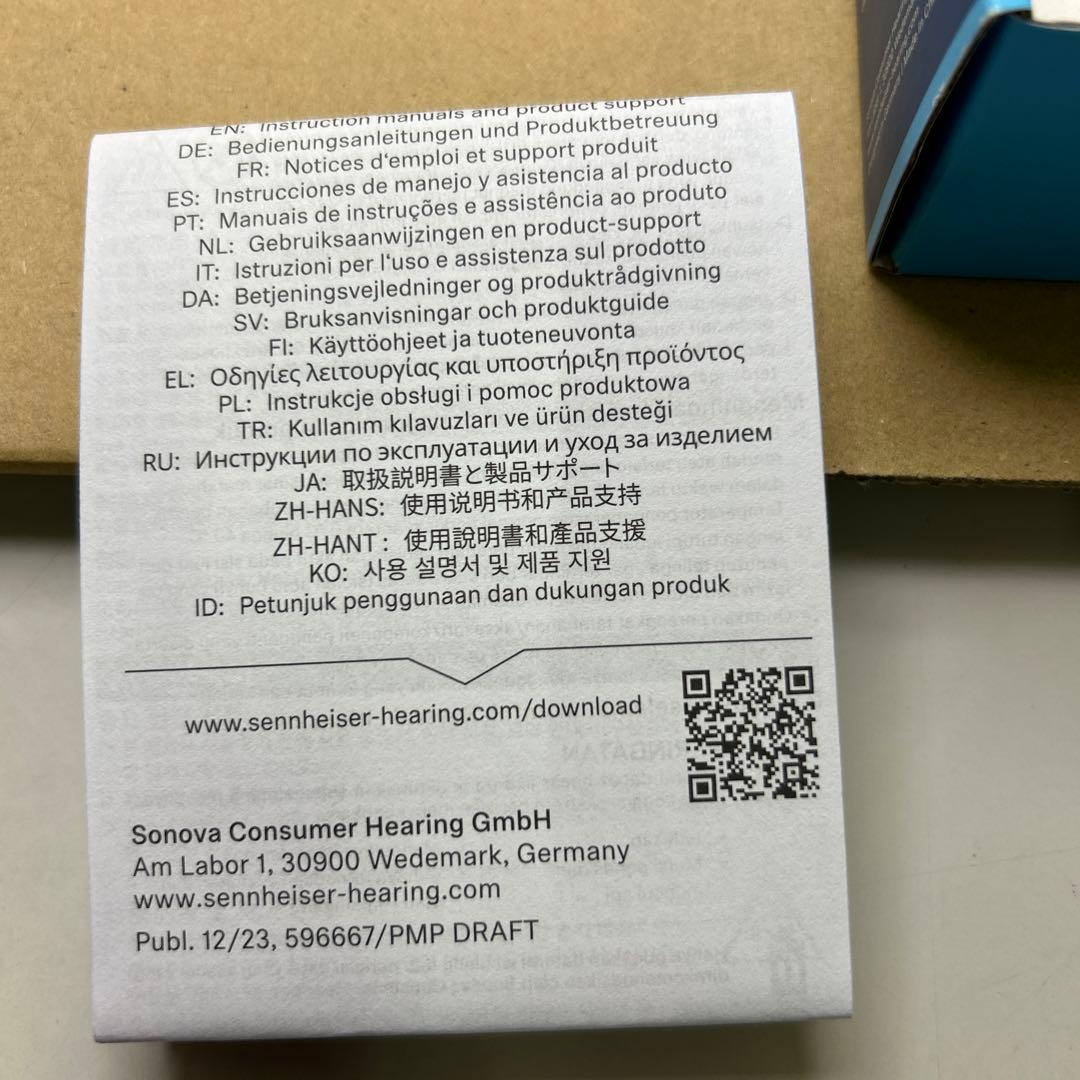 EN: Instruction manuals and product support
DE: Bedienungsanleitungen und Produktbetreuung
FR: Notices d‘emploi et support produit
ES: Instrucciones de manejo y asistencia al producto
PT: Manuais de instruções e assistência ao produto
NL: Gebruiksaanwijzingen en product-support
IT: Istruzioni per l‘uso e assistenza sul prodotto
DA: Betjeningsvejledninger og produktrådgivning
SV: Bruksanvisningar och produktguide
FI: Käyttöohjeet ja tuoteneuvonta
EL: Οδηγίες λειτουργίας και υποστήριξη προϊόντος
PL: Instrukcje obsługi i pomoc produktowa
TR: Kullanım kılavuzları ve ürün desteği
RU: Инструкции по эксплуатации и уход за изделием
JA: 取扱説明書と製品サポート
ZH-HANS: 使用说明书和产品支持
ZH-HANT : 使用說明書和產品支援
KO: 사용 설명서 및 제품 지원
ID: Petunjuk penggunaan dan dukungan produk
www.sennheiser-hearing.com/download
Sonova Consumer Hearing GmbH
Am Labor 1, 30900 Wedemark, Germany
www.sennheiser-hearing.com
Publ. 12/23, 596667/PMP DRAFT